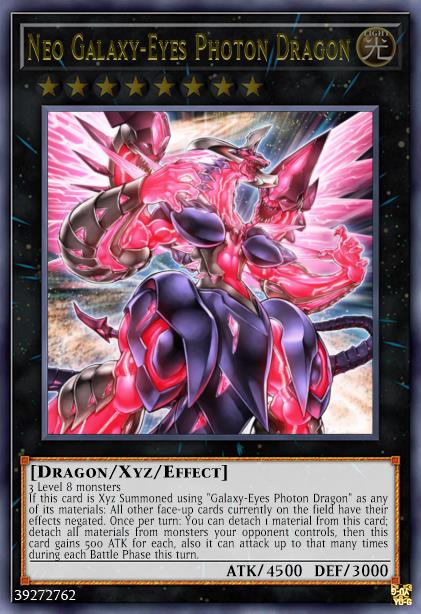 NEO GALAXY-EYES PHOTON DRAGON
LIGHT
光
[DRAGON/XYZ/EFFECT]
3 Level 8 monsters
If this card is Xyz Summoned using "Galaxy-Eyes Photon Dragon" as any
of its materials: All other face-up cards currently on the field have their
effects negated. Once per turn: You can detach 1 material from this card;
detach all materials from monsters your opponent controls, then this
card gains 500 ATK for each, also it can attack up to that many times
during each Battle Phase this turn.
ATK/4500 DEF/3000
39272762